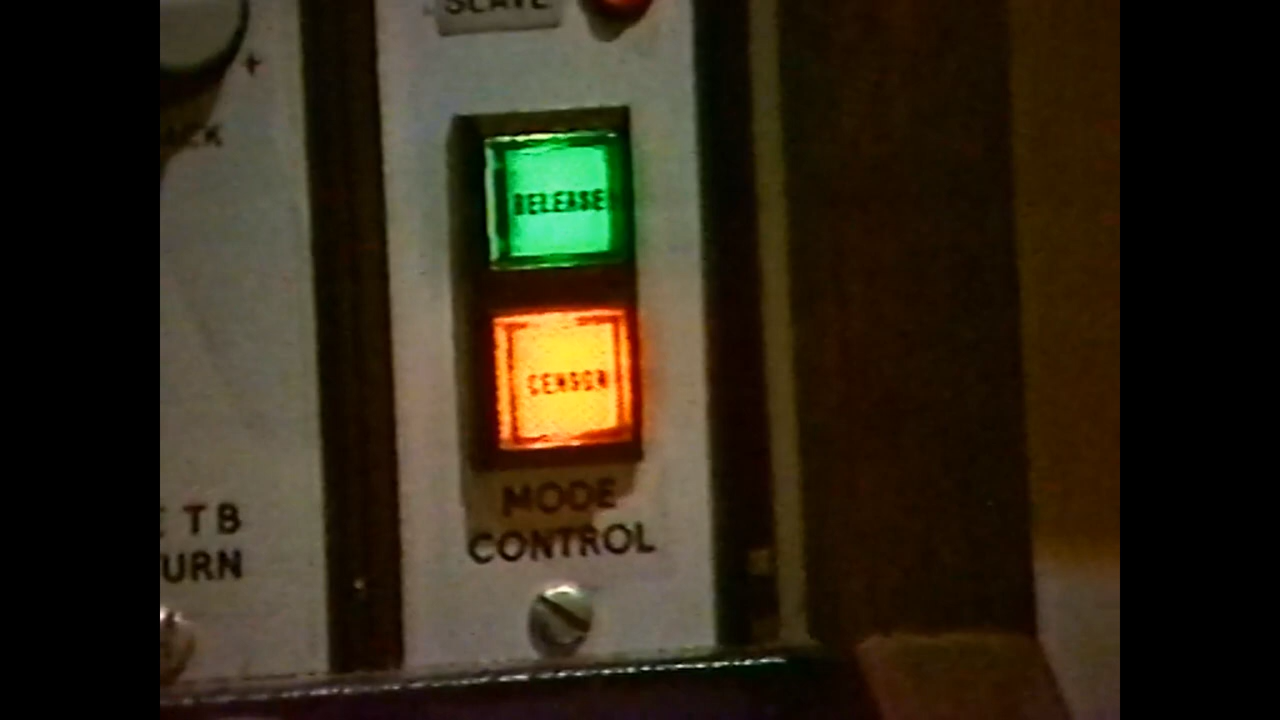 SLAVE
+
RELEASE
CENSOR
MODE
CONTROL
TB
URN